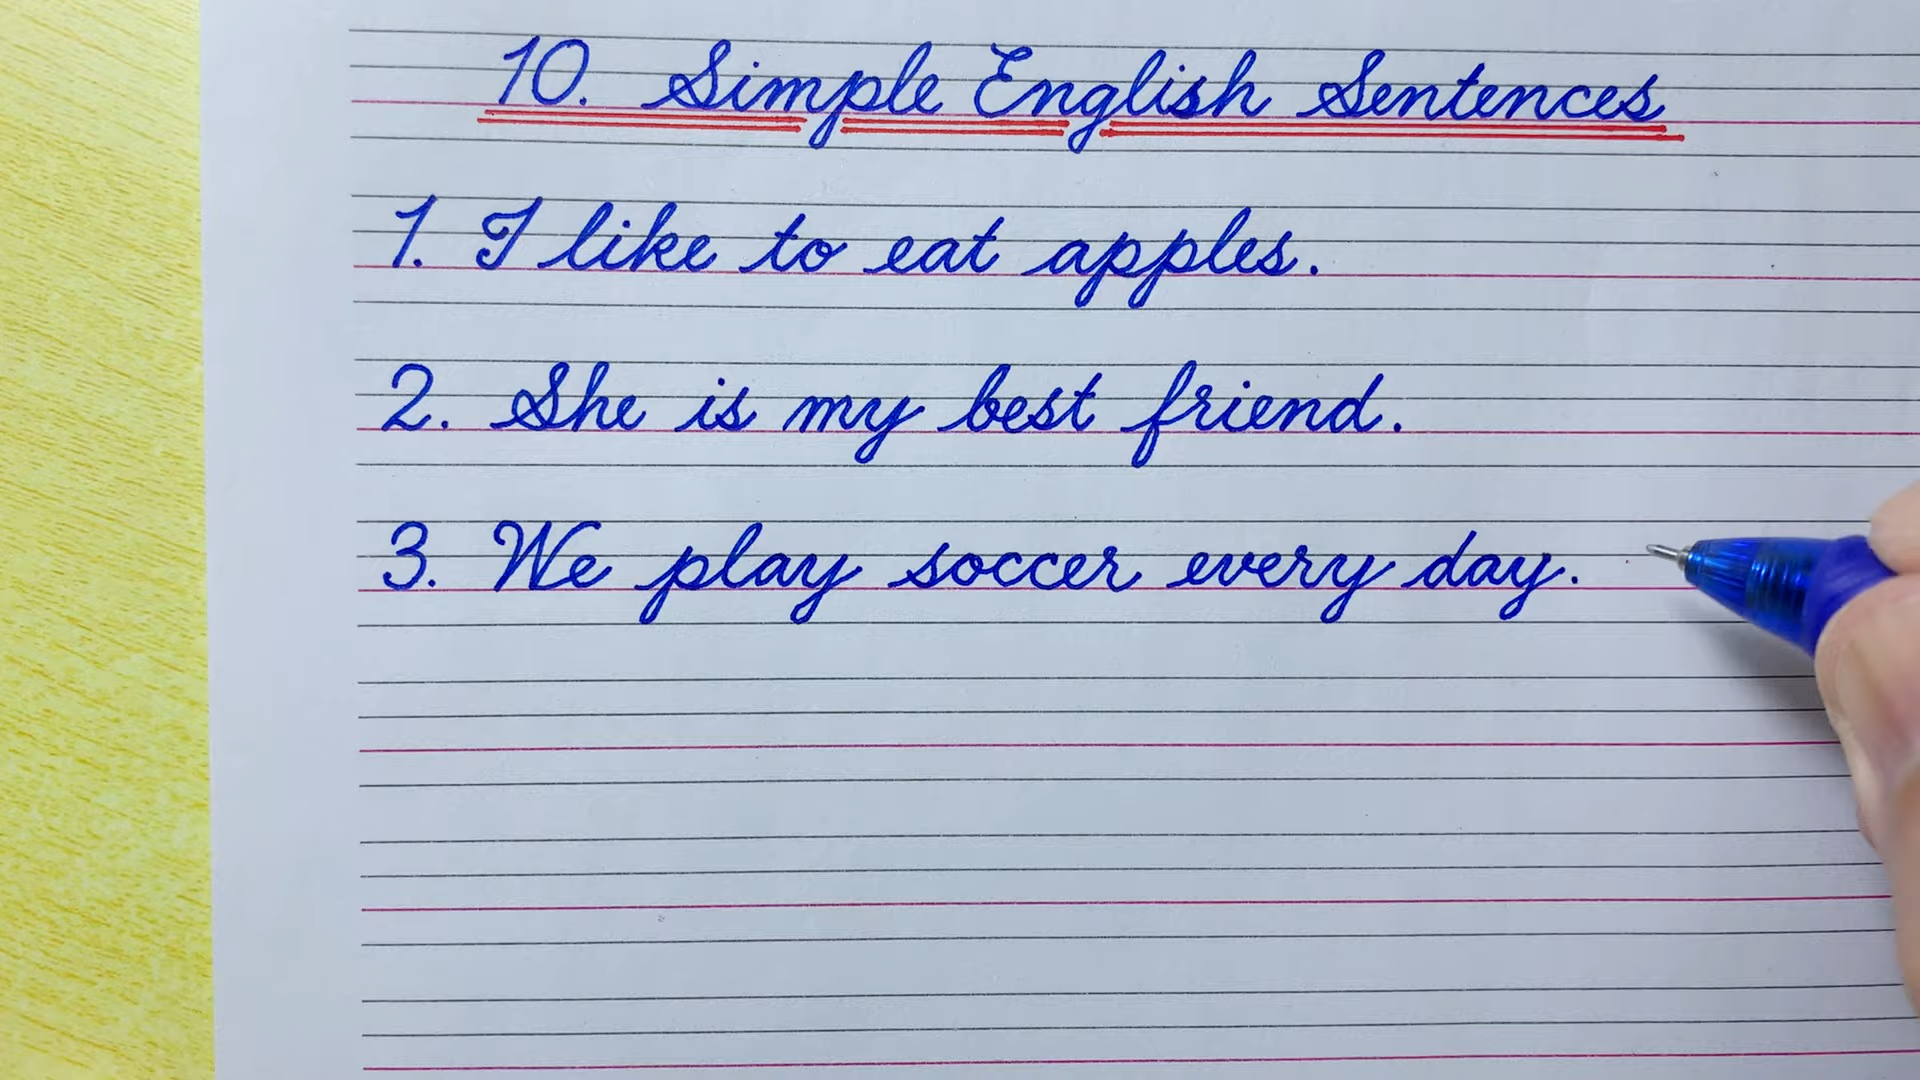 10. Simple English Sentences
1. I like to eat apples.
2. She is my best friend.
3. We play soccer every day.